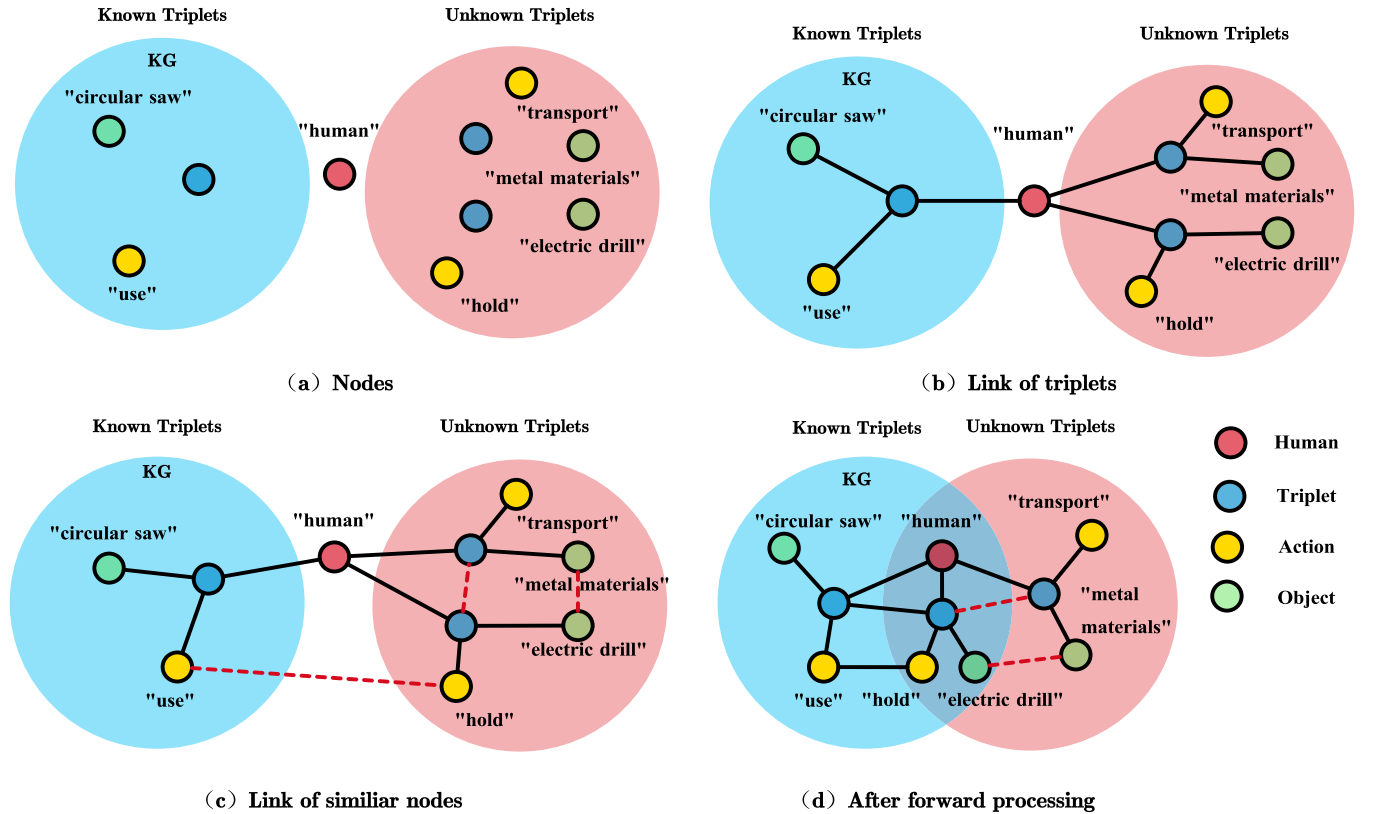 Known Triplets
Unknown Triplets
KG
"circular saw"
"human"
"transport"
"metal materials"
"electric drill"
"use"
"hold"
（a）Nodes
Known Triplets
Unknown Triplets
KG
"circular saw"
"human"
"transport"
"metal materials"
"electric drill"
"use"
"hold"
（b）Link of triplets
Known Triplets
Unknown Triplets
KG
"circular saw"
"human"
"transport"
"metal materials"
"electric drill"
"use"
"hold"
（c）Link of similiar nodes
Known Triplets
Unknown Triplets
KG
"circular saw"
"human"
"transport"
"metal
materials"
"use"
"hold"
"electric drill"
（d）After forward processing
Human
Triplet
Action
Object